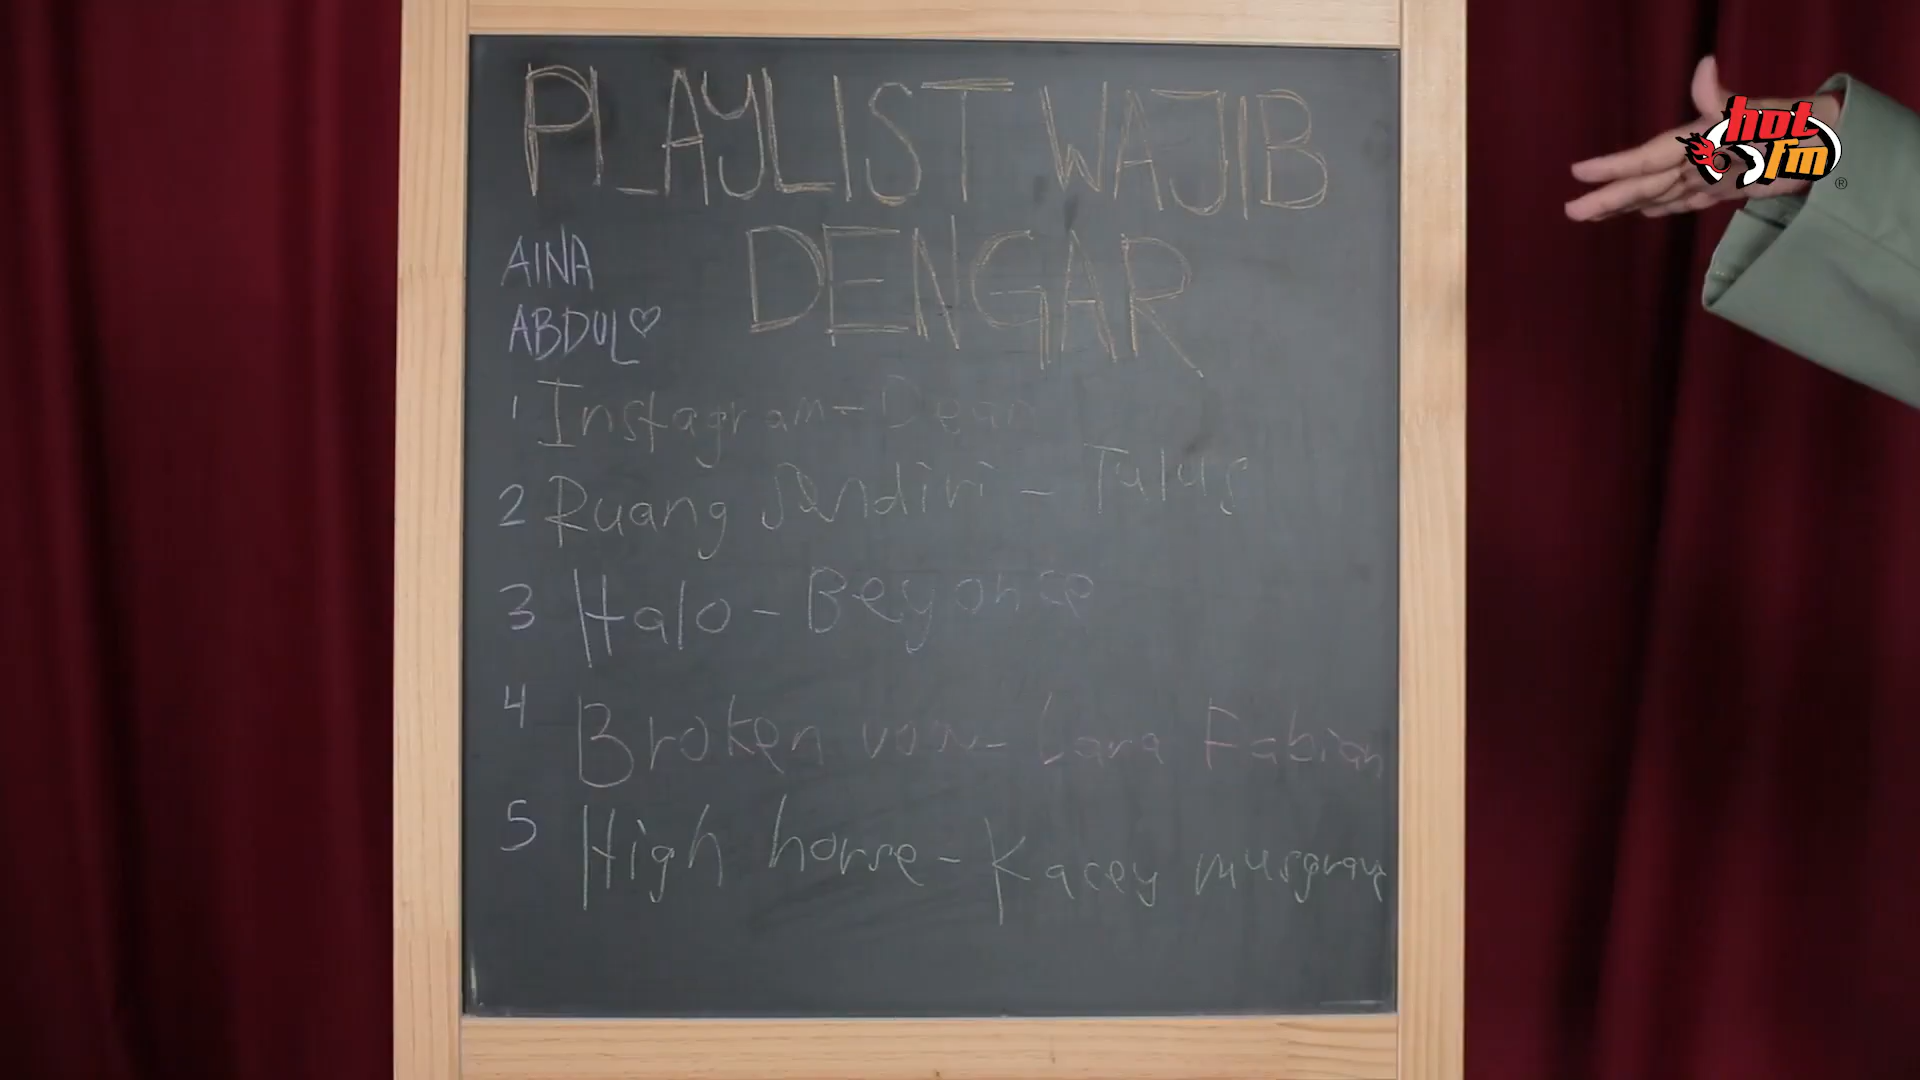 PLAYLIST WAJIB
DENGAR
AINA
ABDUL♡
1 Instagram - Dean
2 Ruang Sendiri - Tulus
3 Halo - Beyonce
4 Broken vow - Lara Fabian
5 High horse - Kacey musgrave
hot
fm
®